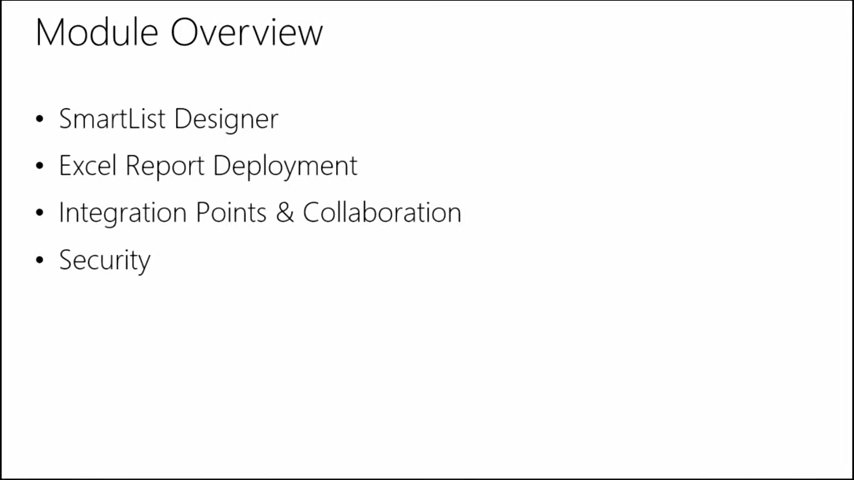 Module Overview
• SmartList Designer
• Excel Report Deployment
• Integration Points & Collaboration
• Security